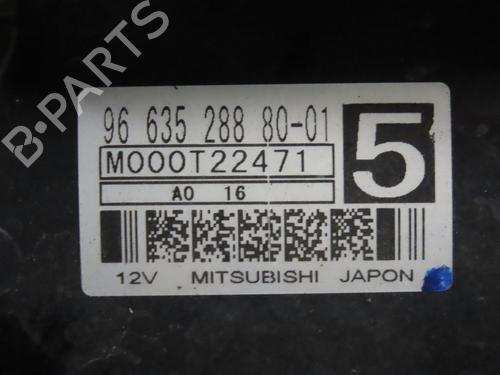 96 635 288 80-01
5
M000T22471
A0 16
12V MITSUBISHI JAPON
B-PARTS